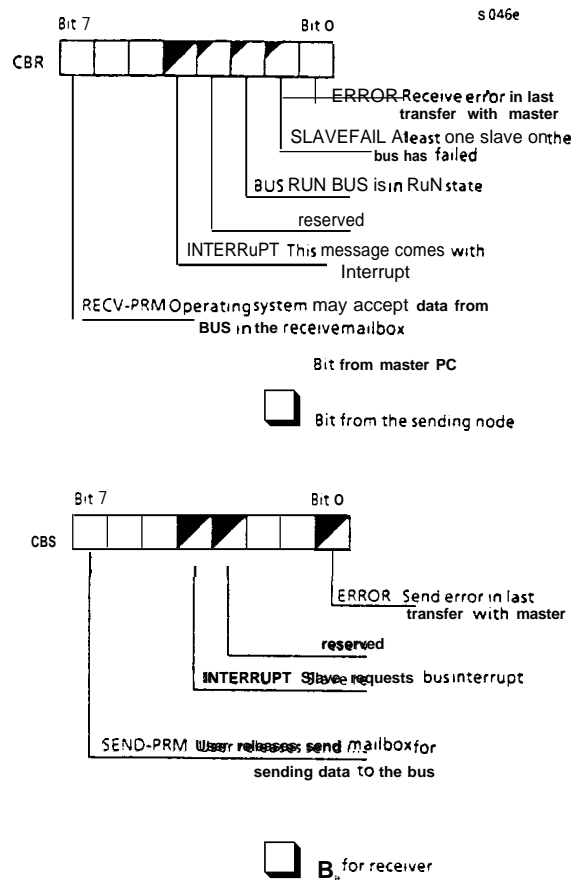 s 046e
Bit 7 Bit 0
CBR
ERROR Receive error in last
transfer with master
SLAVEFAIL At least one slave on the
bus has failed
BUS RUN BUS is in RuN state
reserved
INTERRuPT This message comes with
Interrupt
RECV-PRM Operating system may accept data from
BUS in the receive mailbox
Bit from master PC
Bit from the sending node
Bit 7 Bit 0
CBS
ERROR Send error in last
transfer with master
reserved
INTERRUPT Slave requests bus interrupt
SEND-PRM User releases send mailbox for
sending data to the bus
Bit for receiver